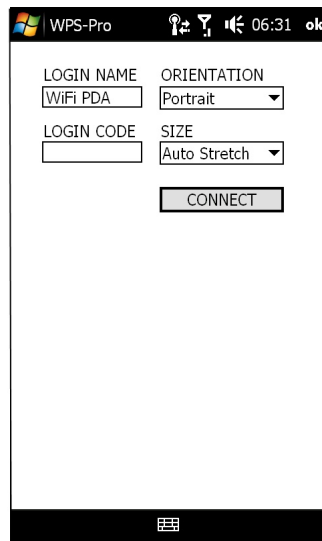 WPS-Pro 06:31 ok
LOGIN NAME ORIENTATION
WiFi PDA Portrait
LOGIN CODE SIZE
Auto Stretch
CONNECT